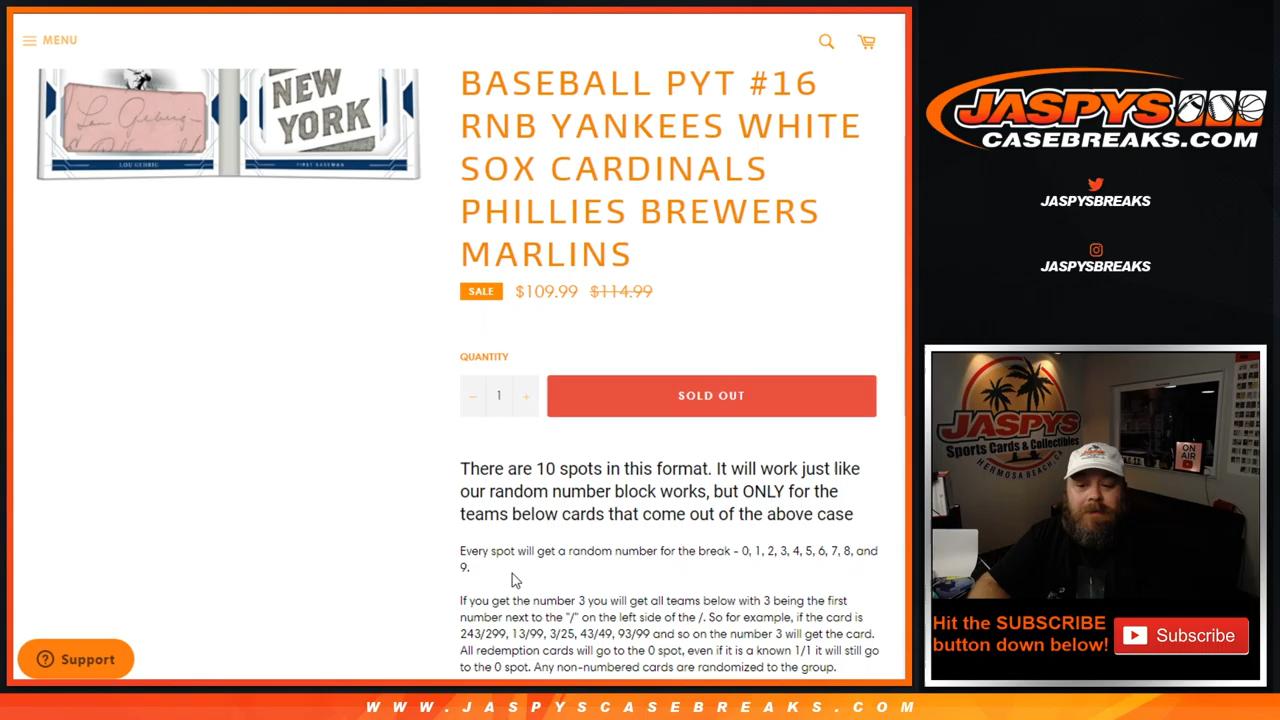 MENU
LOU GEHRIG
NEW
YORK
FIRST BASEMAN
BASEBALL PYT #16
RNB YANKEES WHITE
SOX CARDINALS
PHILLIES BREWERS
MARLINS
SALE $109.99 $114.99
QUANTITY
− 1 + SOLD OUT
There are 10 spots in this format. It will work just like
our random number block works, but ONLY for the
teams below cards that come out of the above case
Every spot will get a random number for the break - 0, 1, 2, 3, 4, 5, 6, 7, 8, and
9.
If you get the number 3 you will get all teams below with 3 being the first
number next to the "/" on the left side of the /. So for example, if the card is
243/299, 13/99, 3/25, 43/49, 93/99 and so on the number 3 will get the card.
All redemption cards will go to the 0 spot, even if it is a known 1/1 it will still go
to the 0 spot. Any non-numbered cards are randomized to the group.
Support
JASPYS
CASEBREAKS.COM
JASPYSBREAKS
JASPYSBREAKS
JASPYS
Sports Cards & Collectibles
HERMOSA BEACH, CA
ON
AIR
Hit the SUBSCRIBE
button down below!
Subscribe
WWW.JASPYSCASEBREAKS.COM